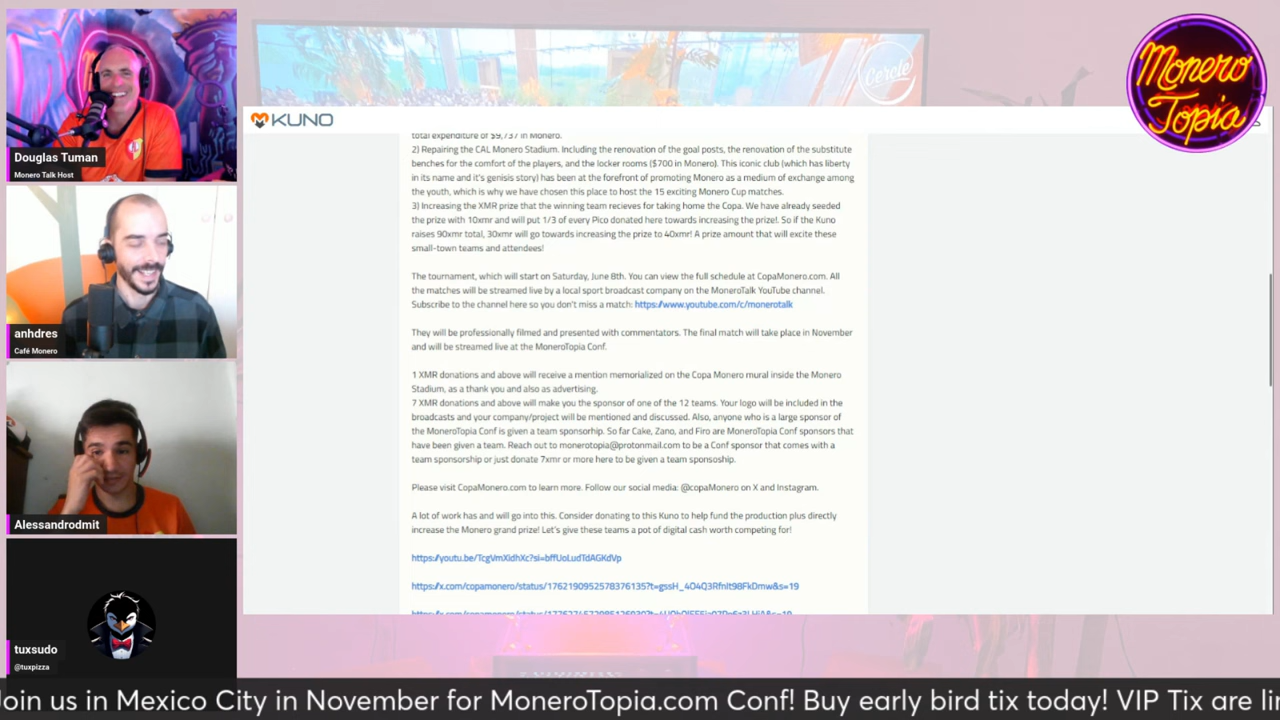 Douglas Tuman
Monero Talk Host
anhdres
Café Monero
Alessandrodmit
tuxsudo
@tuxpizza
Cercle
Monero
Topia
KUNO
total expenditure of $9,737 in Monero.
2) Repairing the CAL Monero Stadium. Including the renovation of the goal posts, the renovation of the substitute
benches for the comfort of the players, and the locker rooms ($700 in Monero). This iconic club (which has liberty
in its name and it's genisis story) has been at the forefront of promoting Monero as a medium of exchange among
the youth, which is why we have chosen this place to host the 15 exciting Monero Cup matches.
3) Increasing the XMR prize that the winning team recieves for taking home the Copa. We have already seeded
the prize with 10xmr and will put 1/3 of every Pico donated here towards increasing the prize!. So if the Kuno
raises 90xmr total, 30xmr will go towards increasing the prize to 40xmr! A prize amount that will excite these
small-town teams and attendees!
The tournament, which will start on Saturday, June 8th. You can view the full schedule at CopaMonero.com. All
the matches will be streamed live by a local sport broadcast company on the MoneroTalk YouTube channel.
Subscribe to the channel here so you don't miss a match: https://www.youtube.com/c/monerotalk
They will be professionally filmed and presented with commentators. The final match will take place in November
and will be streamed live at the MoneroTopia Conf.
1 XMR donations and above will receive a mention memorialized on the Copa Monero mural inside the Monero
Stadium, as a thank you and also as advertising.
7 XMR donations and above will make you the sponsor of one of the 12 teams. Your logo will be included in the
broadcasts and your company/project will be mentioned and discussed. Also, anyone who is a large sponsor of
the MoneroTopia Conf is given a team sponsorhip. So far Cake, Zano, and Firo are MoneroTopia Conf sponsors that
have been given a team. Reach out to monerotopia@protonmail.com to be a Conf sponsor that comes with a
team sponsorship or just donate 7xmr or more here to be given a team sponsoship.
Please visit CopaMonero.com to learn more. Follow our social media: @copaMonero on X and Instagram.
A lot of work has and will go into this. Consider donating to this Kuno to help fund the production plus directly
increase the Monero grand prize! Let's give these teams a pot of digital cash worth competing for!
https://youtu.be/TcgVmXidhXc?si=bffUoLudTdAGKdVp
https://x.com/copamonero/status/1762190952578376135?t=gssH_4O4Q3RfnIt98FkDmw&s=19
Join us in Mexico City in November for MoneroTopia.com Conf! Buy early bird tix today! VIP Tix are li